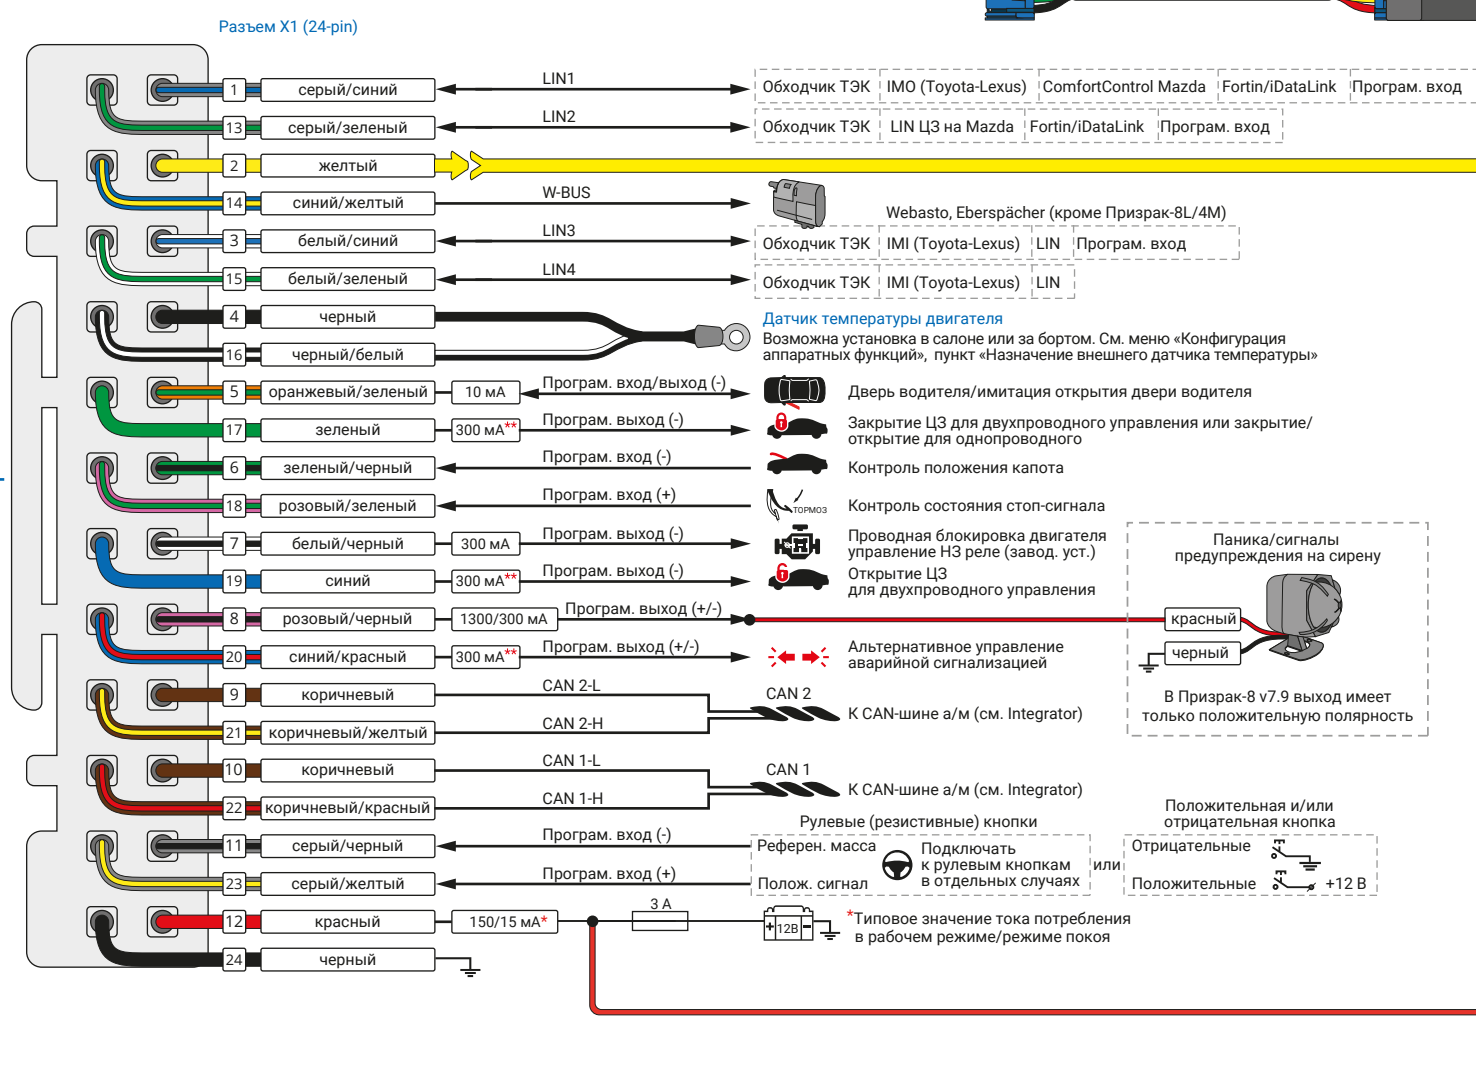 Разъем X1 (24-pin)
1 серый/синий LIN1 Обходчик ТЭК IMO (Toyota-Lexus) ComfortControl Mazda Fortin/iDataLink Програм. вход
13 серый/зеленый LIN2 Обходчик ТЭК LIN ЦЗ на Mazda Fortin/iDataLink Програм. вход
2 желтый
14 синий/желтый W-BUS
Webasto, Eberspächer (кроме Призрак-8L/4M)
3 белый/синий LIN3 Обходчик ТЭК IMI (Toyota-Lexus) LIN Програм. вход
15 белый/зеленый LIN4 Обходчик ТЭК IMI (Toyota-Lexus) LIN
4 черный
Датчик температуры двигателя
Возможна установка в салоне или за бортом. См. меню «Конфигурация
аппаратных функций», пункт «Назначение внешнего датчика температуры»
16 черный/белый
5 оранжевый/зеленый 10 мА Програм. вход/выход (-) Дверь водителя/имитация открытия двери водителя
17 зеленый 300 мА** Програм. выход (-) Закрытие ЦЗ для двухпроводного управления или закрытие/
открытие для однопроводного
6 зеленый/черный Програм. вход (-) Контроль положения капота
18 розовый/зеленый Програм. вход (+) ТОРМОЗ Контроль состояния стоп-сигнала
7 белый/черный 300 мА Програм. выход (-) Проводная блокировка двигателя
управление НЗ реле (завод. уст.)
19 синий 300 мА** Програм. выход (-) Открытие ЦЗ
для двухпроводного управления
Паника/сигналы
предупреждения на сирену
8 розовый/черный 1300/300 мА Програм. выход (+/-) красный
черный
20 синий/красный 300 мА** Програм. выход (+/-) Альтернативное управление
аварийной сигнализацией
В Призрак-8 v7.9 выход имеет
только положительную полярность
9 коричневый CAN 2-L CAN 2
К CAN-шине а/м (см. Integrator)
21 коричневый/желтый CAN 2-H
10 коричневый CAN 1-L CAN 1
К CAN-шине а/м (см. Integrator)
22 коричневый/красный CAN 1-H
Рулевые (резистивные) кнопки
Положительная и/или
отрицательная кнопка
11 серый/черный Програм. вход (-) Референ. масса
Подключать
к рулевым кнопкам
в отдельных случаях
или
Отрицательные
23 серый/желтый Програм. вход (+) Полож. сигнал
Положительные +12 В
12 красный 150/15 мА* 3 А + 12В -
*Типовое значение тока потребления
в рабочем режиме/режиме покоя
24 черный